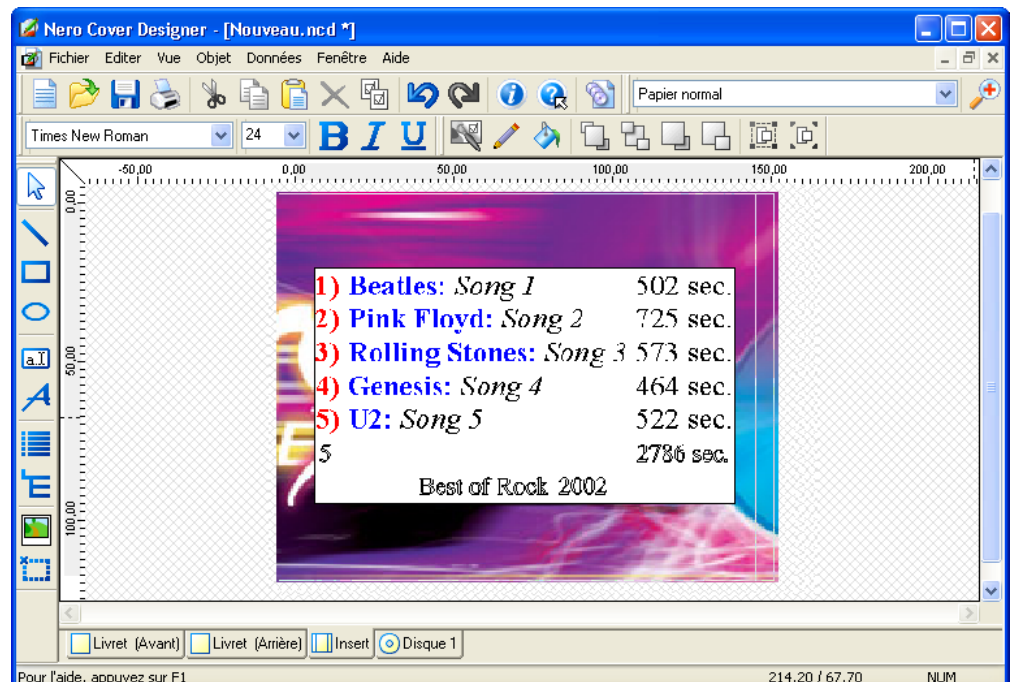 Nero Cover Designer - [Nouveau.ncd *]
Fichier Editer Vue Objet Données Fenêtre Aide
Papier normal
Times New Roman 24 B I U
-50,00 0,00 50,00 100,00 150,00 200,00
0,00
50,00
100,00
a.I
A
E
1) Beatles: Song 1 502 sec.
2) Pink Floyd: Song 2 725 sec.
3) Rolling Stones: Song 3 573 sec.
4) Genesis: Song 4 464 sec.
5) U2: Song 5 522 sec.
5 2786 sec.
Best of Rock 2002
Livret (Avant) Livret (Arrière) Insert Disque 1
Pour l'aide, appuyez sur F1 214,20 / 67,70 NUM